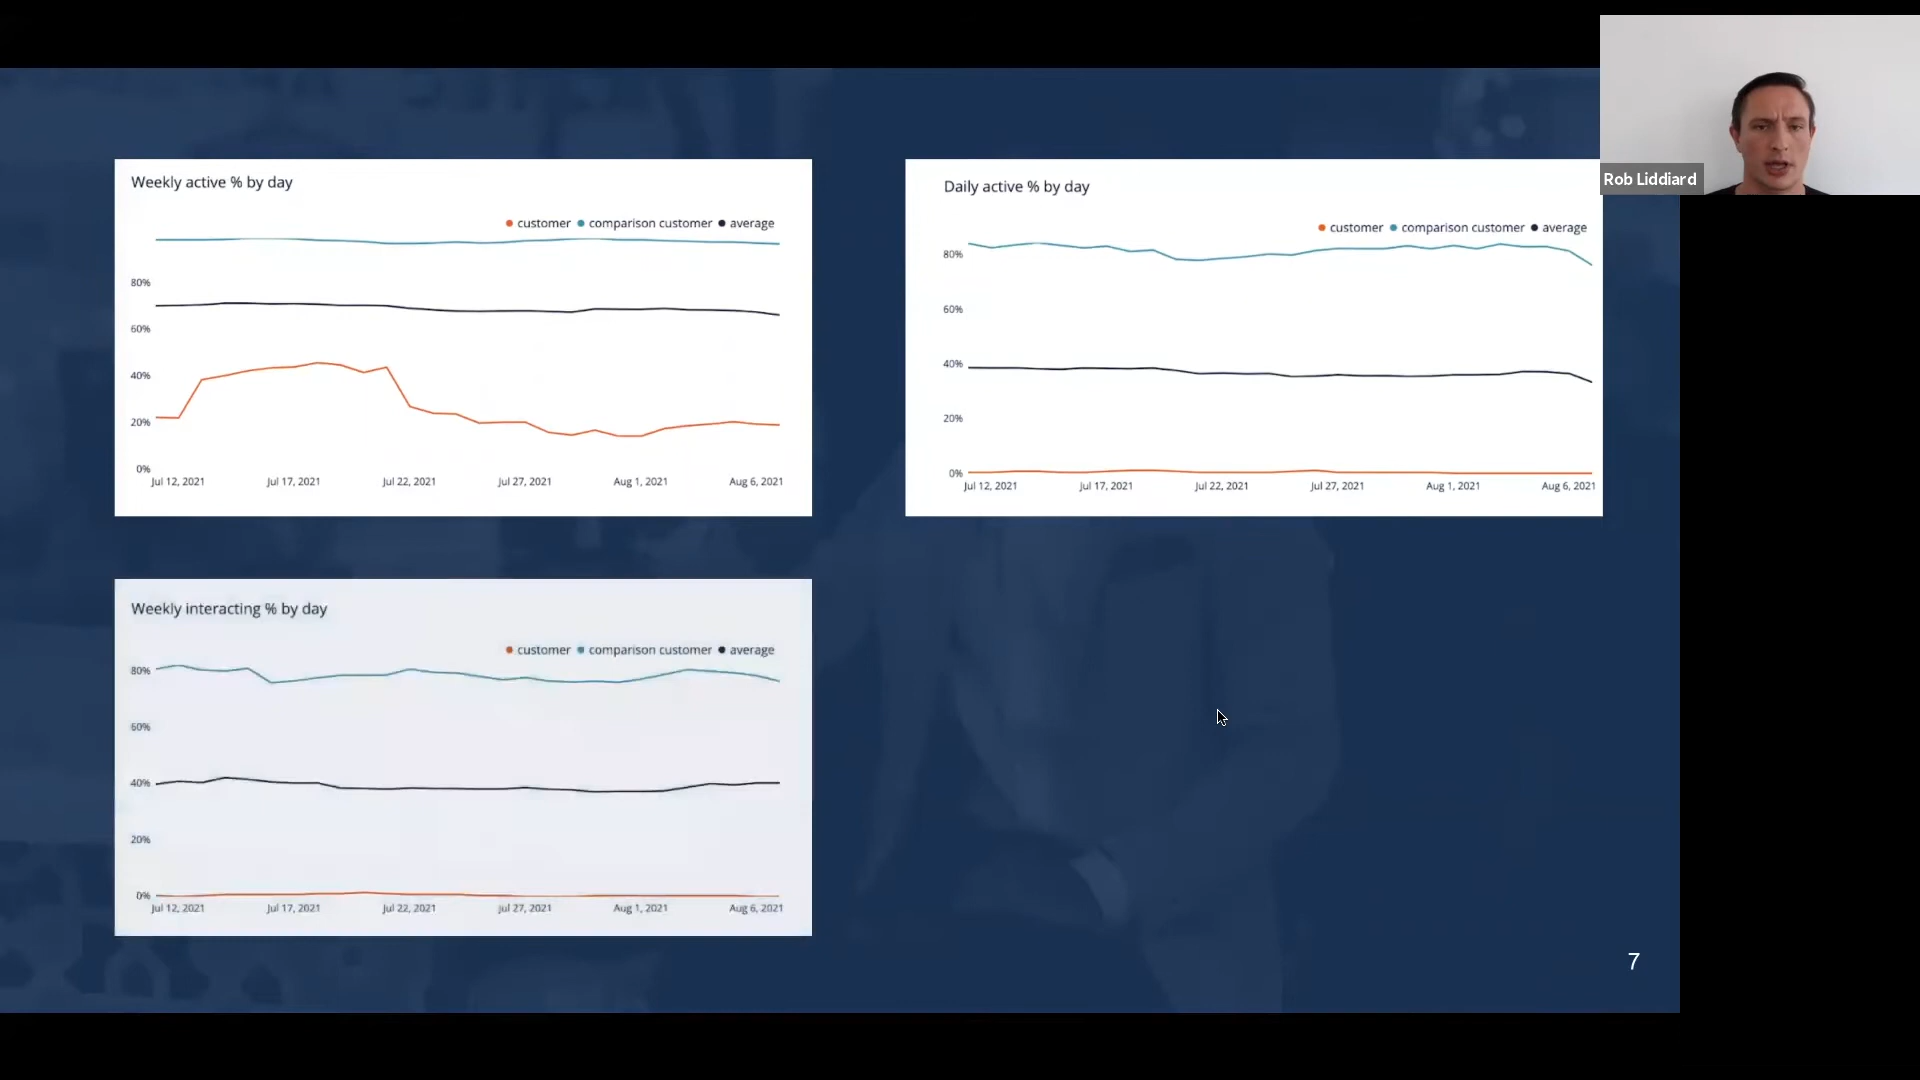 Rob Liddiard
Weekly active % by day
customer comparison customer average
80%
60%
40%
20%
0%
Jul 12, 2021 Jul 17, 2021 Jul 22, 2021 Jul 27, 2021 Aug 1, 2021 Aug 6, 2021
Daily active % by day
customer comparison customer average
80%
60%
40%
20%
0%
Jul 12, 2021 Jul 17, 2021 Jul 22, 2021 Jul 27, 2021 Aug 1, 2021 Aug 6, 2021
Weekly interacting % by day
customer comparison customer average
80%
60%
40%
20%
0%
Jul 12, 2021 Jul 17, 2021 Jul 22, 2021 Jul 27, 2021 Aug 1, 2021 Aug 6, 2021
7